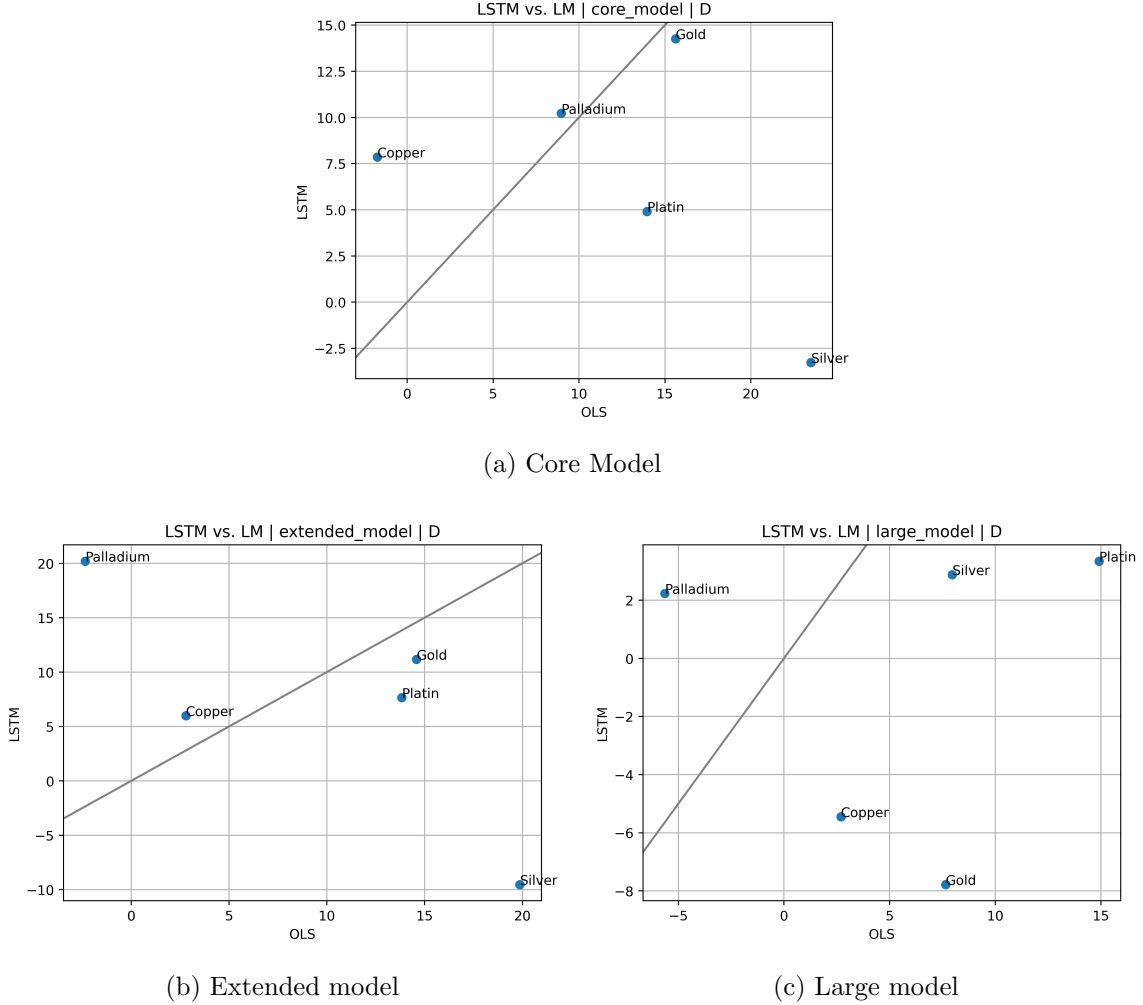 LSTM vs. LM | core_model | D
15.0
12.5
10.0
7.5
5.0
2.5
0.0
−2.5
LSTM
Gold
Palladium
Copper
Platin
Silver
0 5 10 15 20
OLS
(a) Core Model
LSTM vs. LM | extended_model | D
20
15
10
5
0
−5
−10
LSTM
Palladium
Gold
Platin
Copper
Silver
0 5 10 15 20
OLS
(b) Extended model
LSTM vs. LM | large_model | D
2
0
−2
−4
−6
−8
LSTM
Platin
Silver
Palladium
Copper
Gold
−5 0 5 10 15
OLS
(c) Large model